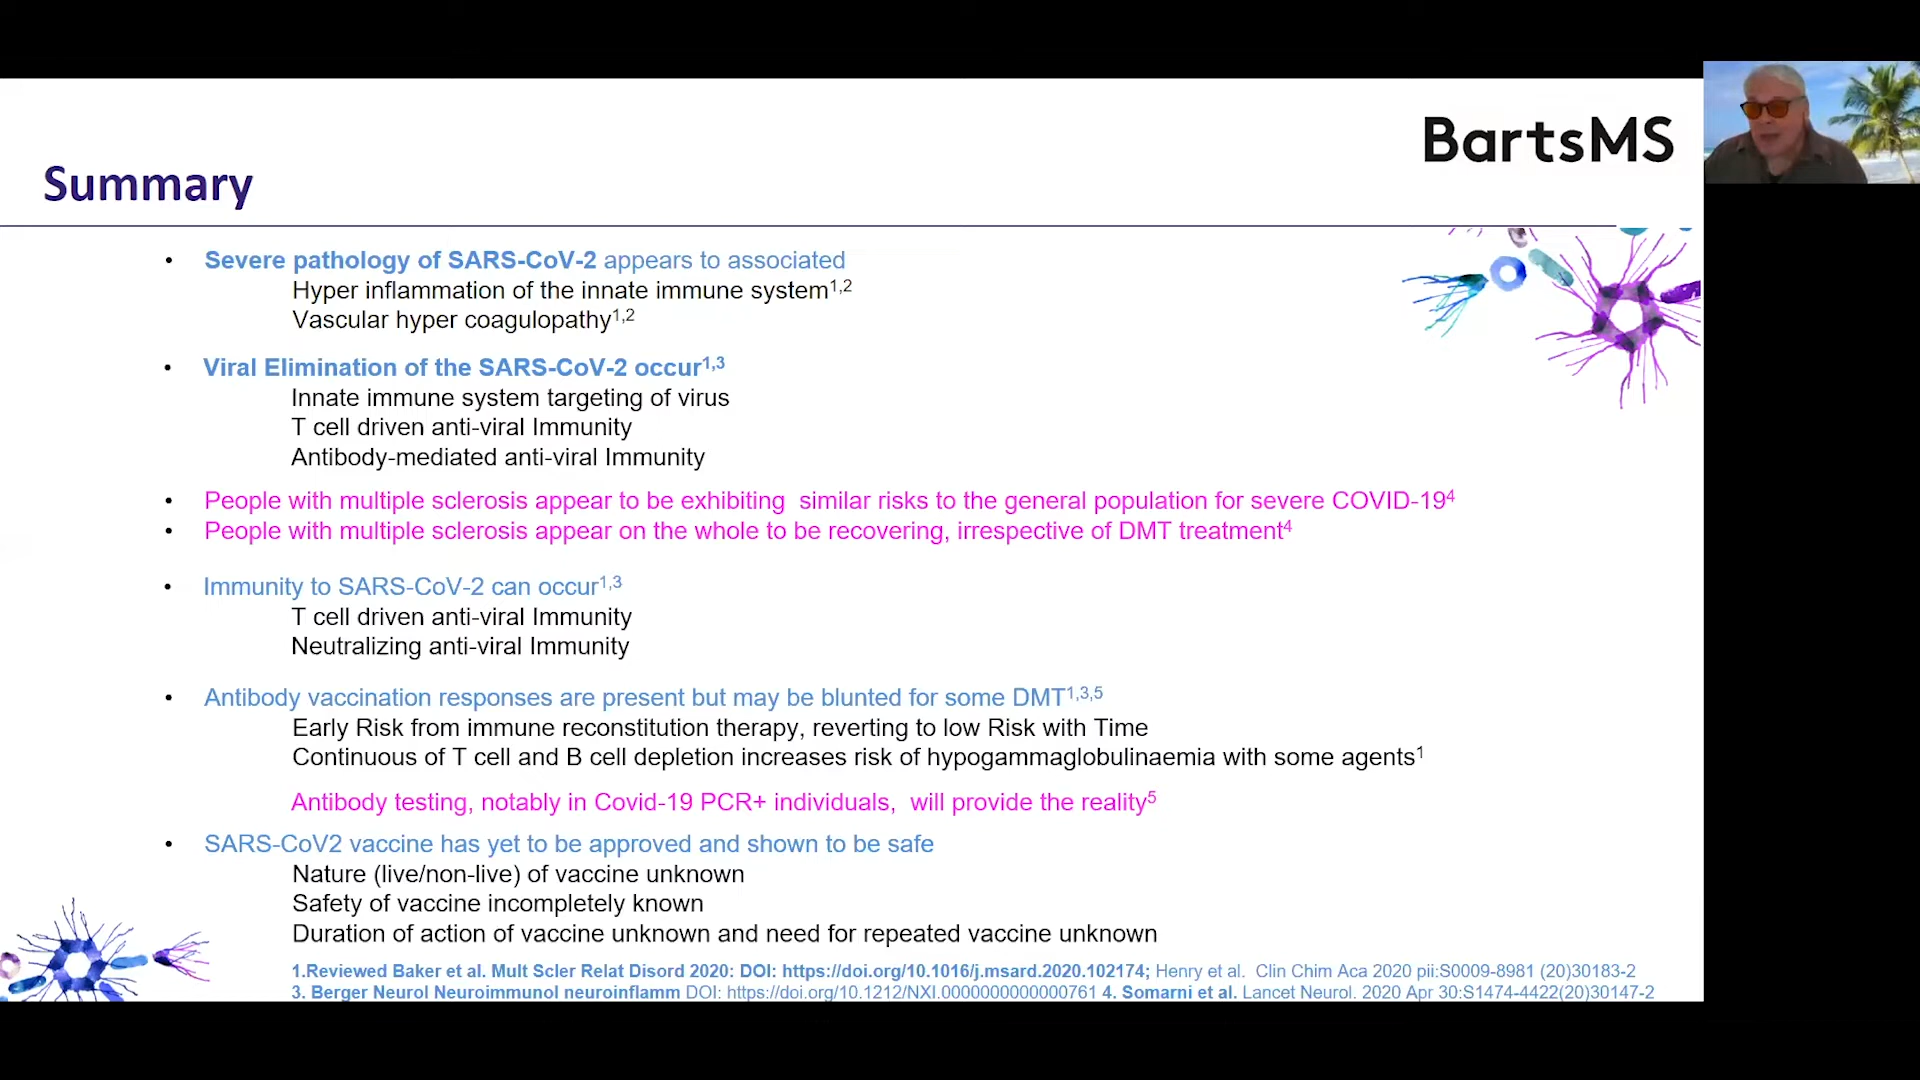 BartsMS
Summary
• Severe pathology of SARS-CoV-2 appears to associated
Hyper inflammation of the innate immune system1,2
Vascular hyper coagulopathy1,2
• Viral Elimination of the SARS-CoV-2 occur1,3
Innate immune system targeting of virus
T cell driven anti-viral Immunity
Antibody-mediated anti-viral Immunity
• People with multiple sclerosis appear to be exhibiting similar risks to the general population for severe COVID-194
• People with multiple sclerosis appear on the whole to be recovering, irrespective of DMT treatment4
• Immunity to SARS-CoV-2 can occur1,3
T cell driven anti-viral Immunity
Neutralizing anti-viral Immunity
• Antibody vaccination responses are present but may be blunted for some DMT1,3,5
Early Risk from immune reconstitution therapy, reverting to low Risk with Time
Continuous of T cell and B cell depletion increases risk of hypogammaglobulinaemia with some agents1
Antibody testing, notably in Covid-19 PCR+ individuals, will provide the reality5
• SARS-CoV2 vaccine has yet to be approved and shown to be safe
Nature (live/non-live) of vaccine unknown
Safety of vaccine incompletely known
Duration of action of vaccine unknown and need for repeated vaccine unknown
1.Reviewed Baker et al. Mult Scler Relat Disord 2020: DOI: https://doi.org/10.1016/j.msard.2020.102174; Henry et al. Clin Chim Aca 2020 pii:S0009-8981 (20)30183-2
3. Berger Neurol Neuroimmunol neuroinflamm DOI: https://doi.org/10.1212/NXI.0000000000000761 4. Somarni et al. Lancet Neurol. 2020 Apr 30:S1474-4422(20)30147-2